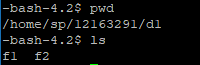 -bash-4.2$ pwd
/home/sp/12163291/d1
-bash-4.2$ ls
f1  f2